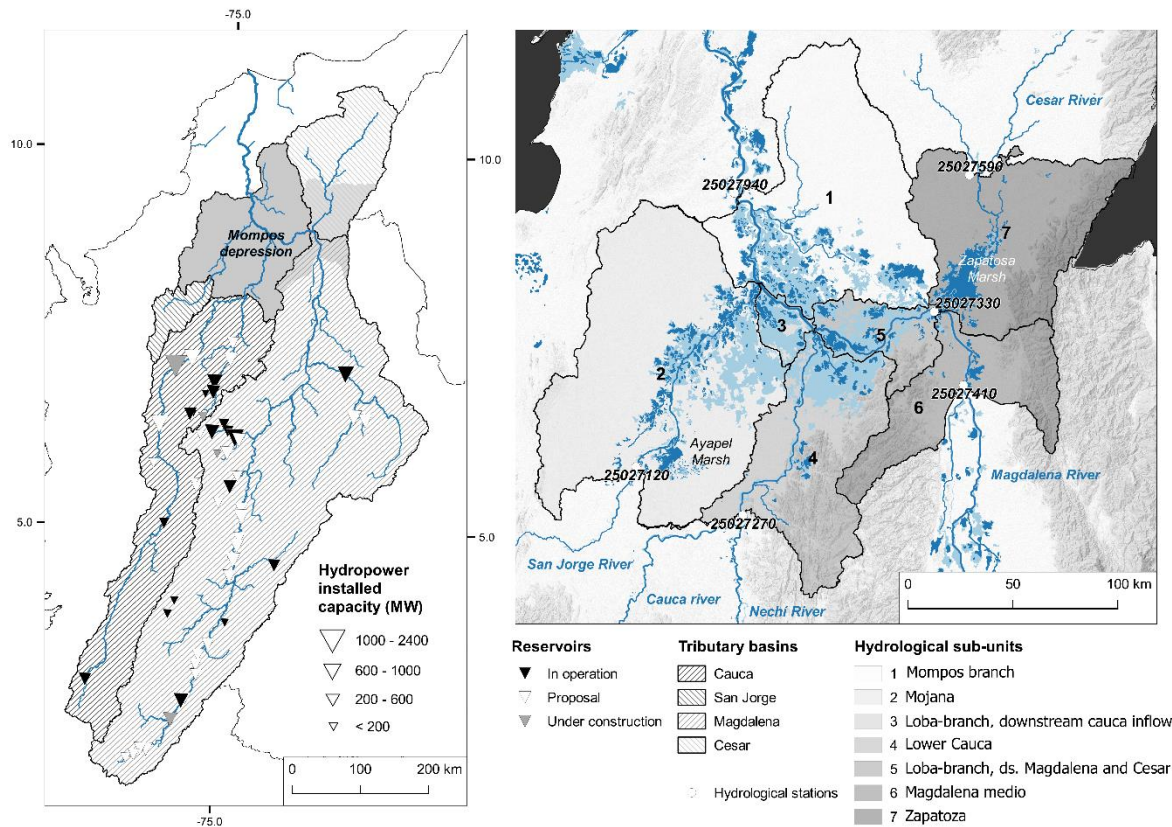 -75.0
10.0
Mompos
depression
5.0
Hydropower
installed
capacity (MW)
1000 - 2400
600 - 1000
200 - 600
< 200
0 100 200 km
-75.0
Cesar River
10.0
25027590
25027940
1
7
Zapatosa
Marsh
25027330
3
5
2
25027410
6
Ayapel
Marsh
4
Magdalena River
25027120
25027270
5.0
San Jorge River
Cauca river
Nechí River
0 50 100 km
Reservoirs
In operation
Proposal
Under construction
Tributary basins
Cauca
San Jorge
Magdalena
Cesar
Hydrological stations
Hydrological sub-units
1 Mompos branch
2 Mojana
3 Loba-branch, downstream cauca inflow
4 Lower Cauca
5 Loba-branch, ds. Magdalena and Cesar
6 Magdalena medio
7 Zapatoza